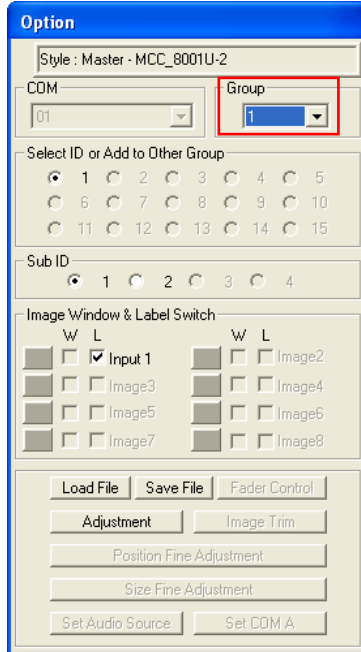 Option
Style : Master - MCC_8001U-2
COM Group
01 1
Select ID or Add to Other Group
1 2 3 4 5
6 7 8 9 10
11 12 13 14 15
Sub ID
1 2 3 4
Image Window & Label Switch
W L W L
Input 1 Image2
Image3 Image4
Image5 Image6
Image7 Image8
Load File Save File Fader Control
Adjustment Image Trim
Position Fine Adjustment
Size Fine Adjustment
Set Audio Source Set COM A